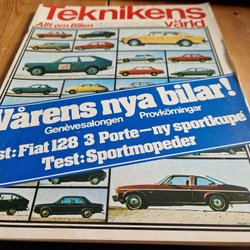 Teknikens
värld
Allt om Bilen
Vårens nya bilar!
Genèvesalongen Provkörningar
st: Fiat 128 3 Porte-ny sportkupé
Test: Sportmopeder